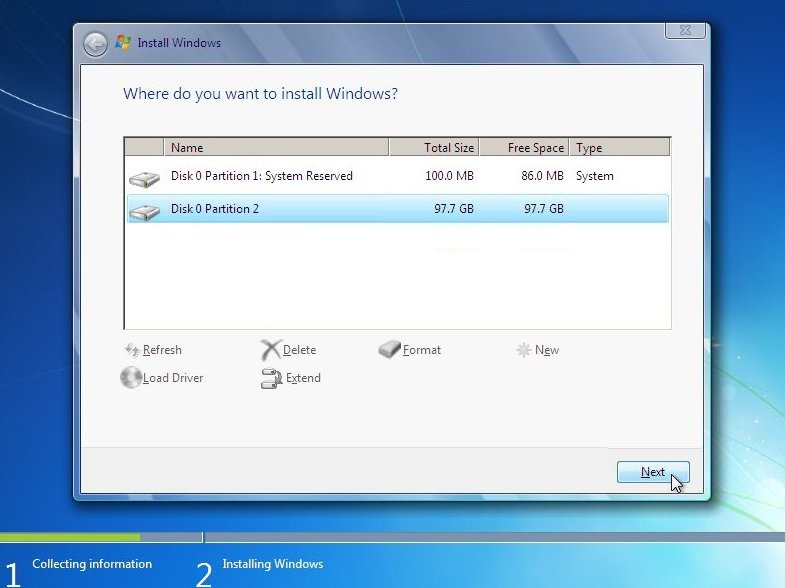 Install Windows
Where do you want to install Windows?
Name Total Size Free Space Type
Disk 0 Partition 1: System Reserved 100.0 MB 86.0 MB System
Disk 0 Partition 2 97.7 GB 97.7 GB
Refresh Delete Format New
Load Driver Extend
Next
1 Collecting information 2 Installing Windows